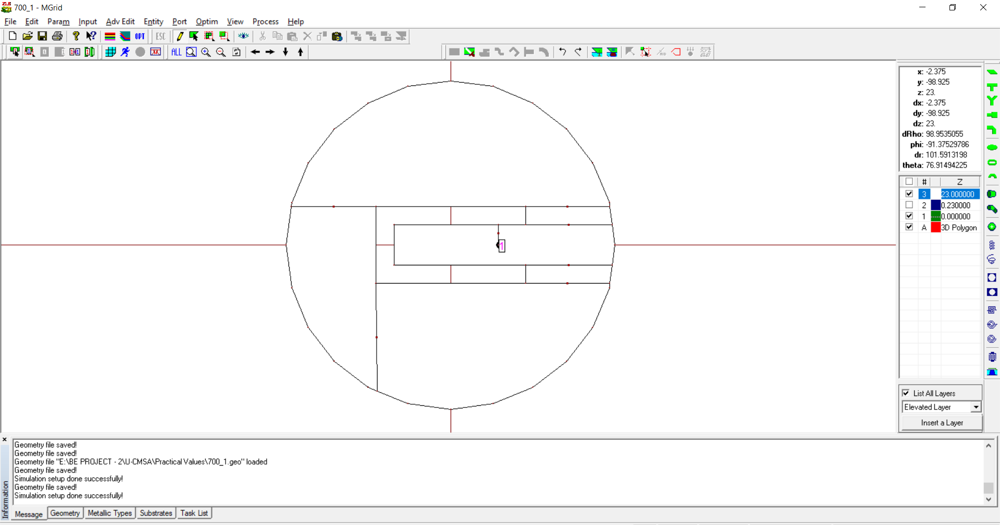 700_1 - MGrid
File Edit Param Input Adv Edit Entity Port Optim View Process Help
OPT ESC
ALL
x: -2.375
y: -98.925
z: 23.
dx: -2.375
dy: -98.925
dz: 23.
dRho: 98.9535055
phi: -91.37529786
dr: 101.5913198
theta: 76.91494225
# Z
3 23.000000
2 0.230000
1 0.000000
A 3D Polygon
1
List All Layers
Elevated Layer
Insert a Layer
Geometry file saved!
Geometry file saved!
Geometry file "E:\BE PROJECT - 2\U-CMSA\Practical Values\700_1.geo" loaded
Geometry file saved!
Simulation setup done successfully!
Geometry file saved!
Simulation setup done successfully!
Information
Message Geometry Metallic Types Substrates Task List